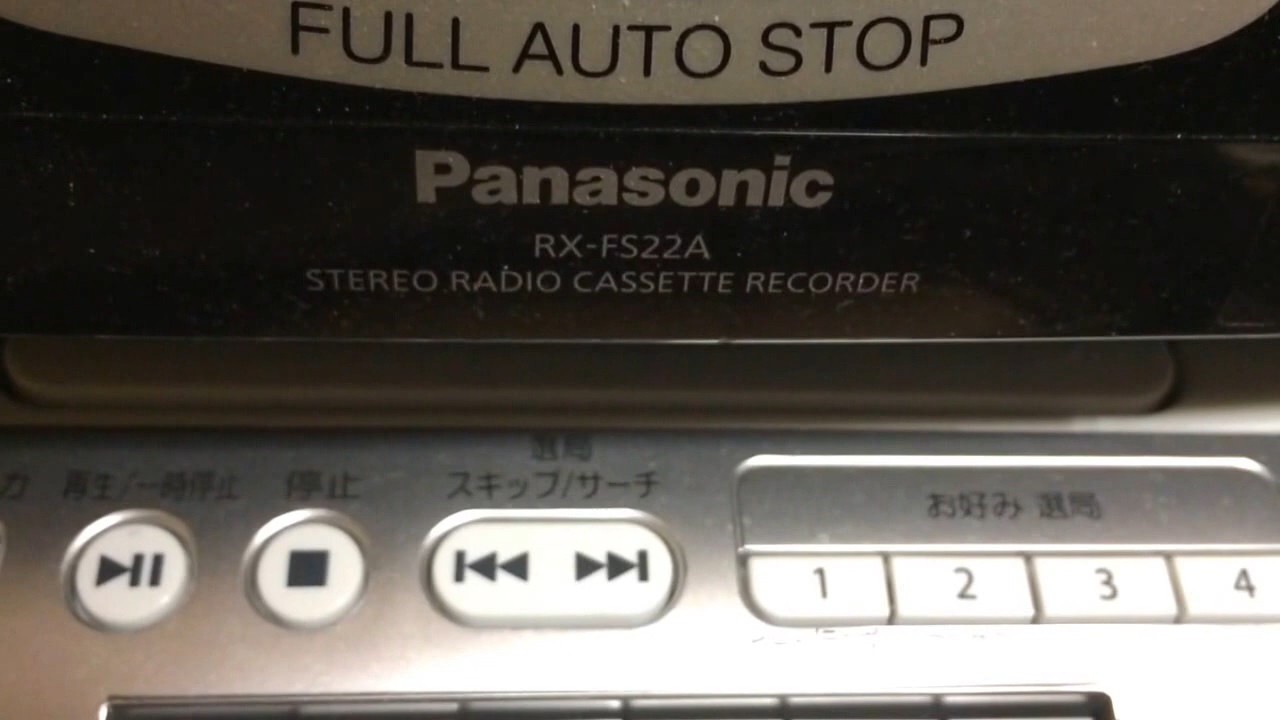 FULL AUTO STOP
Panasonic
RX-FS22A
STEREO RADIO CASSETTE RECORDER
選局
カ 再生/一時停止 停止 スキップ/サーチ
お好み 選局
1 2 3 4